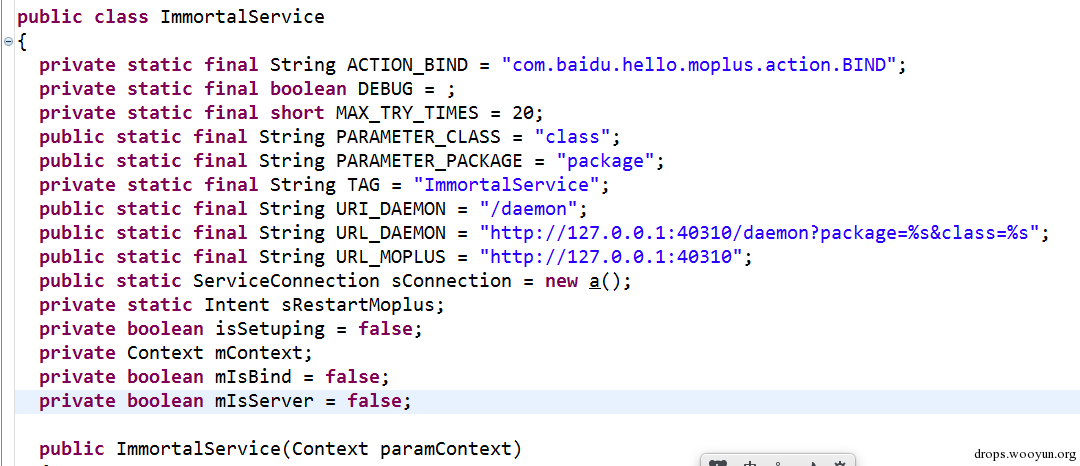 public class ImmortalService
{
private static final String ACTION_BIND = "com.baidu.hello.moplus.action.BIND";
private static final boolean DEBUG = ;
private static final short MAX_TRY_TIMES = 20;
public static final String PARAMETER_CLASS = "class";
public static final String PARAMETER_PACKAGE = "package";
private static final String TAG = "ImmortalService";
public static final String URI_DAEMON = "/daemon";
public static final String URL_DAEMON = "http://127.0.0.1:40310/daemon?package=%s&class=%s";
public static final String URL_MOPLUS = "http://127.0.0.1:40310";
public static ServiceConnection sConnection = new a();
private static Intent sRestartMoplus;
private boolean isSetuping = false;
private Context mContext;
private boolean mIsBind = false;
private boolean mIsServer = false;
public ImmortalService(Context paramContext)
drops.wooyun.org